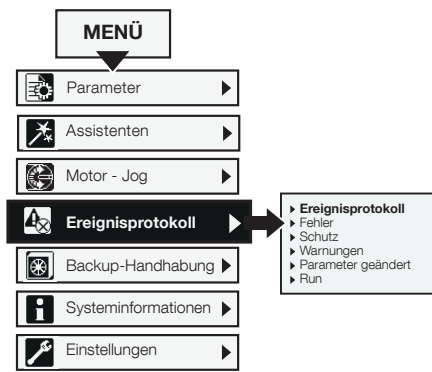 MENÜ
Parameter
Assistenten
Motor - Jog
Ereignisprotokoll
Backup-Handhabung
Systeminformationen
Einstellungen
Ereignisprotokoll
Fehler
Schutz
Warnungen
Parameter geändert
Run